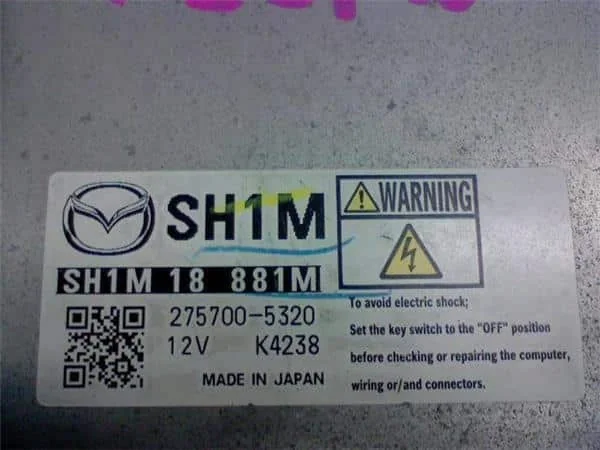 SH1M
SH1M 18 881M
275700-5320
12V K4238
MADE IN JAPAN
WARNING
To avoid electric shock;
Set the key switch to the "OFF" position
before checking or repairing the computer,
wiring or/and connectors.